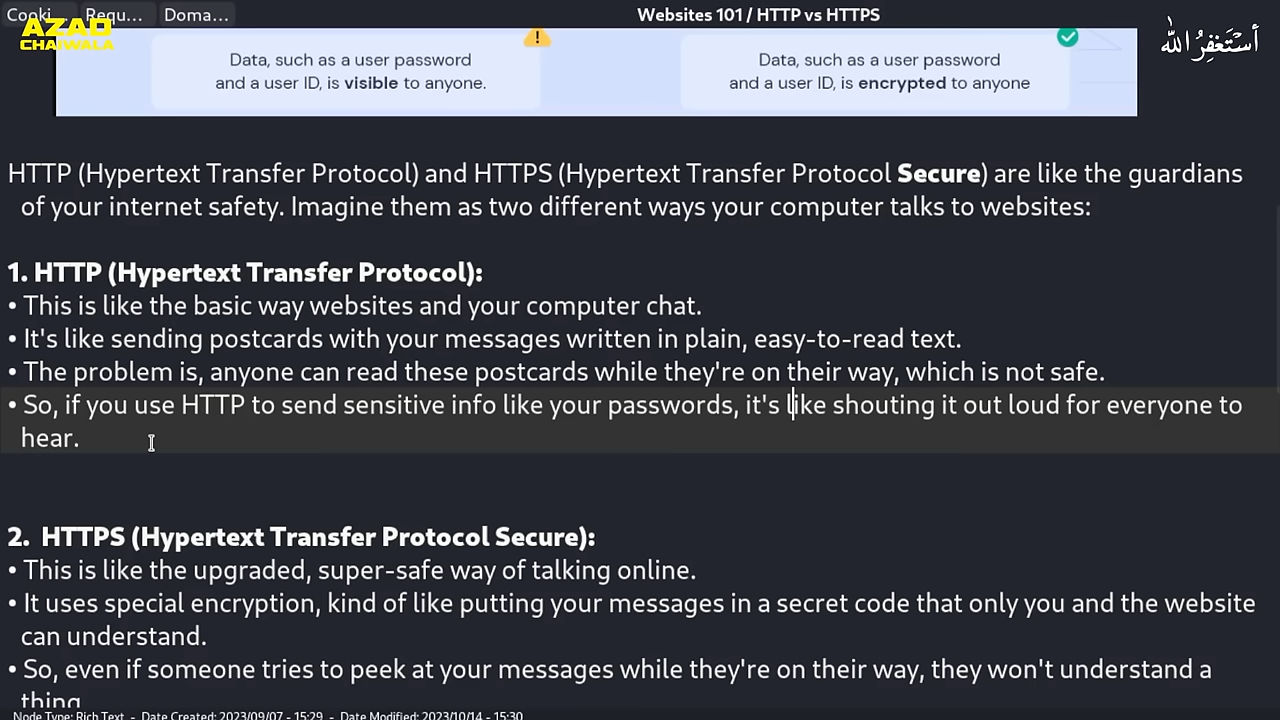 Cooki... Requ... Doma...
Websites 101 / HTTP vs HTTPS
AZAD
CHAIWALA
أستغفر الله
Data, such as a user password
and a user ID, is visible to anyone.
Data, such as a user password
and a user ID, is encrypted to anyone
HTTP (Hypertext Transfer Protocol) and HTTPS (Hypertext Transfer Protocol Secure) are like the guardians
of your internet safety. Imagine them as two different ways your computer talks to websites:
1. HTTP (Hypertext Transfer Protocol):
• This is like the basic way websites and your computer chat.
• It's like sending postcards with your messages written in plain, easy-to-read text.
• The problem is, anyone can read these postcards while they're on their way, which is not safe.
• So, if you use HTTP to send sensitive info like your passwords, it's like shouting it out loud for everyone to
hear.
2. HTTPS (Hypertext Transfer Protocol Secure):
• This is like the upgraded, super-safe way of talking online.
• It uses special encryption, kind of like putting your messages in a secret code that only you and the website
can understand.
• So, even if someone tries to peek at your messages while they're on their way, they won't understand a
thing
Node Type: Rich Text - Date Created: 2023/09/07 - 15:29 - Date Modified: 2023/10/14 - 15:30